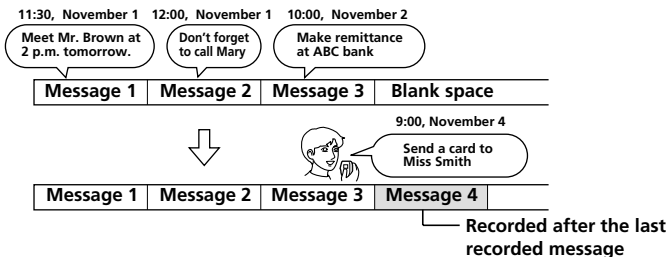 11:30, November 1 12:00, November 1 10:00, November 2
Meet Mr. Brown at
2 p.m. tomorrow.
Don't forget
to call Mary
Make remittance
at ABC bank
Message 1 Message 2 Message 3 Blank space
9:00, November 4
Send a card to
Miss Smith
Message 1 Message 2 Message 3 Message 4
Recorded after the last
recorded message